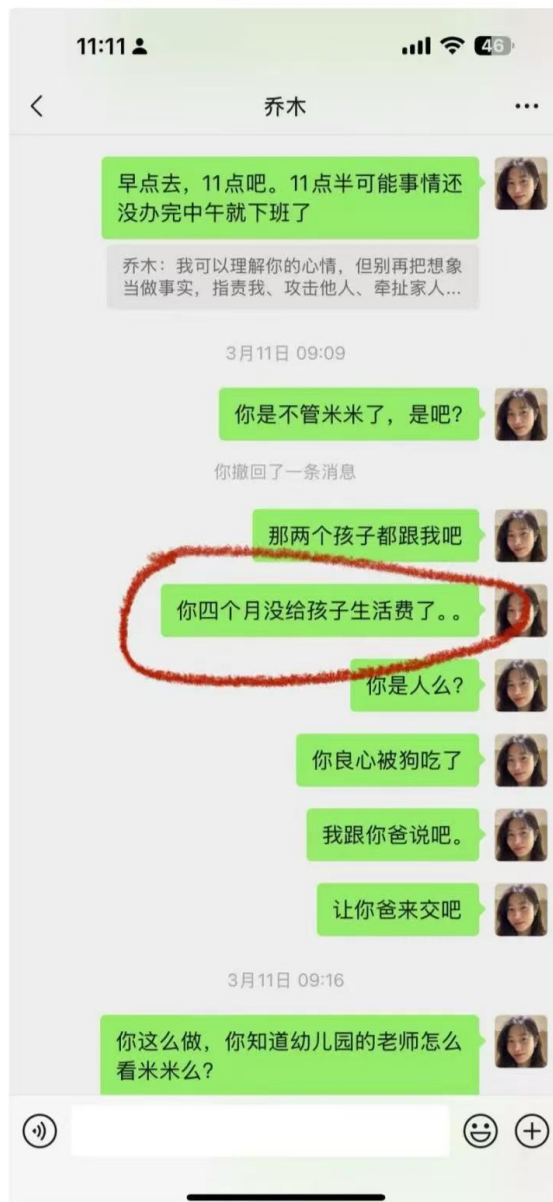 11:11
46
乔木
早点去，11点吧。11点半可能事情还
没办完中午就下班了
乔木：我可以理解你的心情，但别再把想象
当做事实，指责我、攻击他人、牵扯家人...
3月11日 09:09
你是不管米米了，是吧？
你撤回了一条消息
那两个孩子都跟我吧
你四个月没给孩子生活费了。。
你是人么？
你良心被狗吃了
我跟你爸说吧。
让你爸来交吧
3月11日 09:16
你这么做，你知道幼儿园的老师怎么
看米米么？